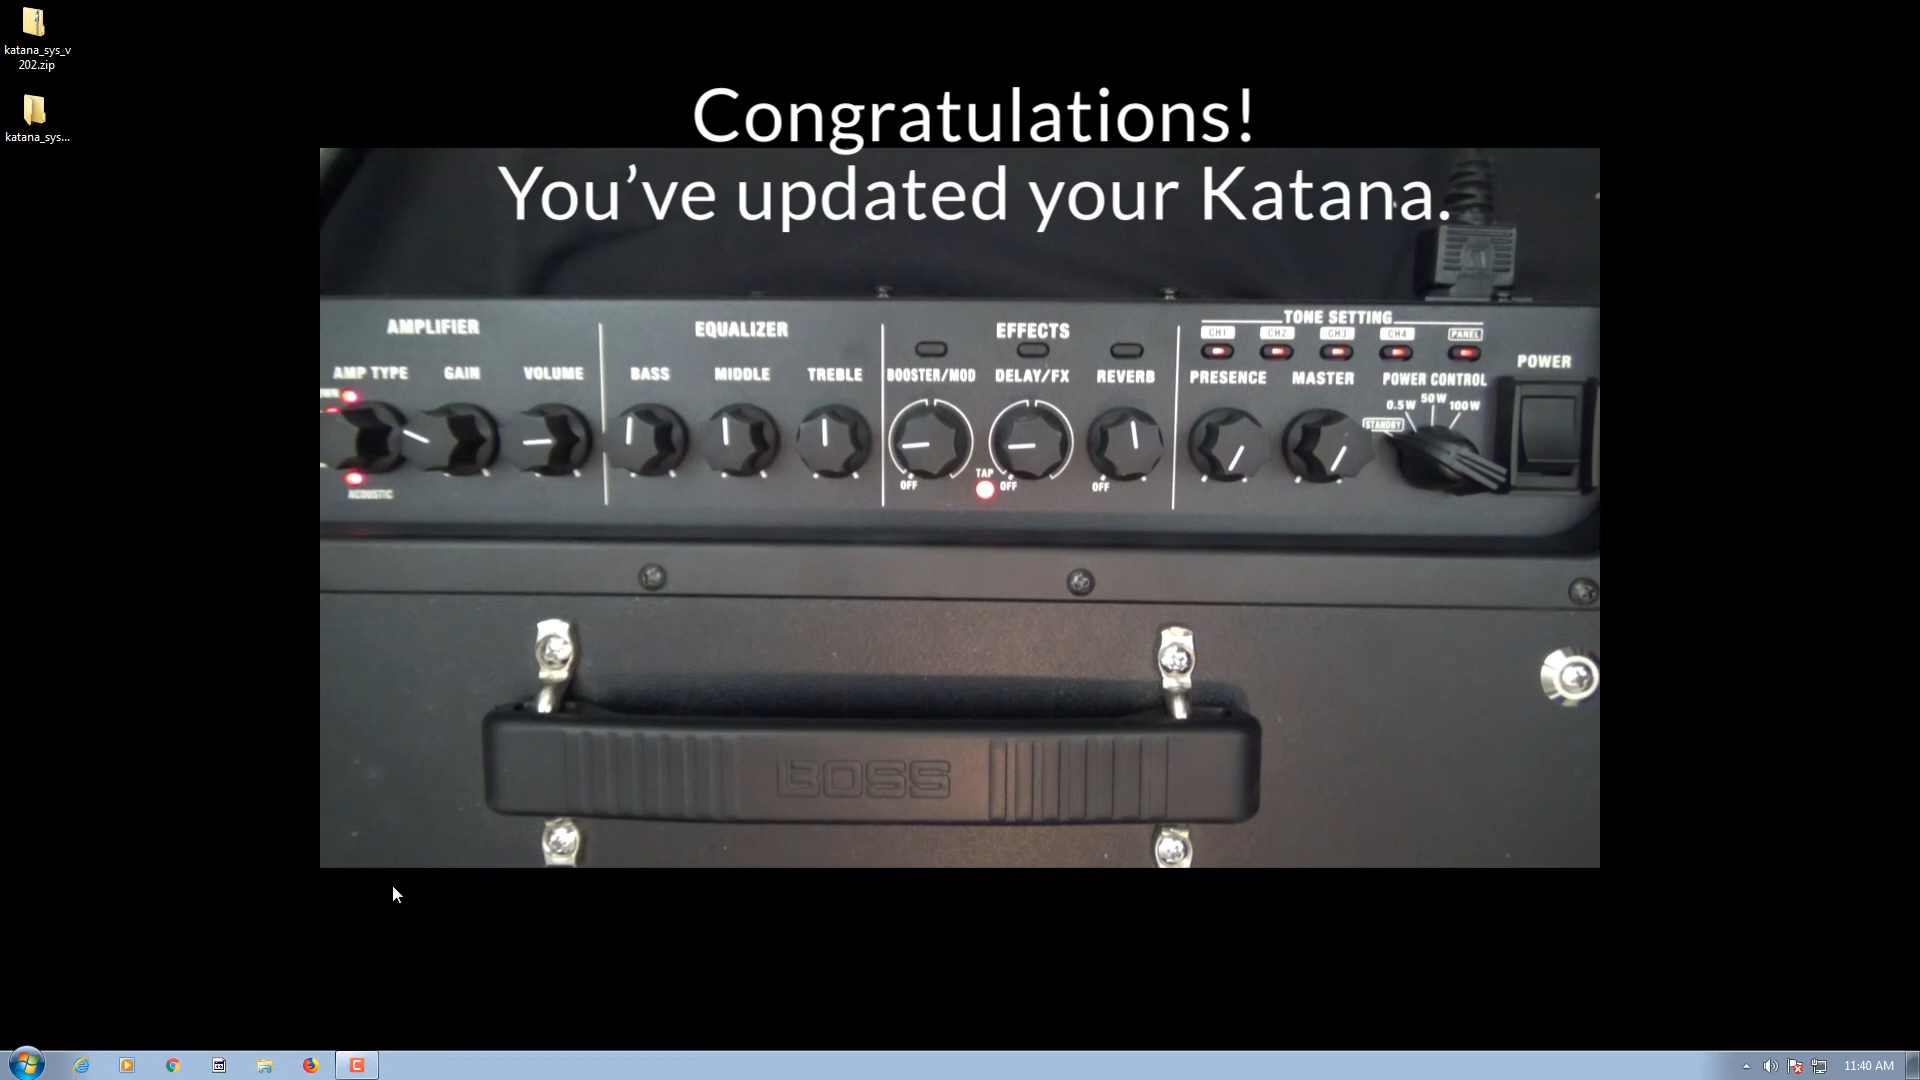 katana_sys_v
202.zip
katana_sys...
Congratulations!
You’ve updated your Katana.
AMPLIFIER
EQUALIZER
EFFECTS
TONE SETTING
CH1 CH2 CH3 CH4 PANEL
POWER
AMP TYPE GAIN VOLUME BASS MIDDLE TREBLE BOOSTER/MOD DELAY/FX REVERB PRESENCE MASTER POWER CONTROL
0.5W 50W 100W
STANDBY
TAP
OFF OFF OFF
ACOUSTIC
BOSS
11:40 AM